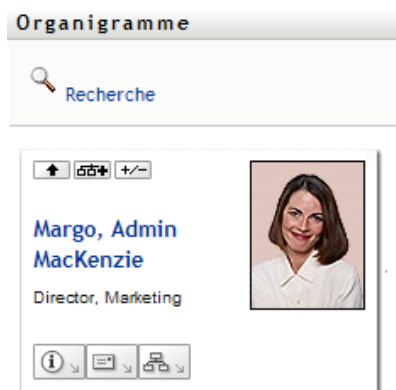 Organigramme
Recherche
+/-
Margo, Admin
MacKenzie
Director, Marketing